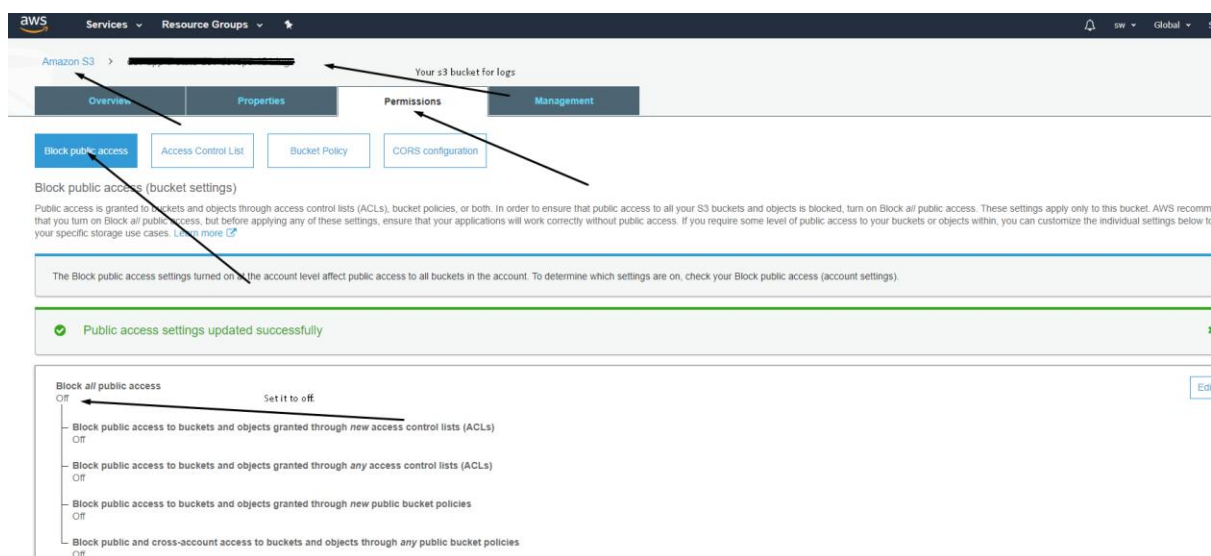 aws Services Resource Groups sw Global
Amazon S3 >
Your s3 bucket for logs
Overview Properties Permissions Management
Block public access Access Control List Bucket Policy CORS configuration
Block public access (bucket settings)
Public access is granted to buckets and objects through access control lists (ACLs), bucket policies, or both. In order to ensure that public access to all your S3 buckets and objects is blocked, turn on Block all public access. These settings apply only to this bucket. AWS recomm
that you turn on Block all public access, but before applying any of these settings, ensure that your applications will work correctly without public access. If you require some level of public access to your buckets or objects within, you can customize the individual settings below to
your specific storage use cases. Learn more
The Block public access settings turned on at the account level affect public access to all buckets in the account. To determine which settings are on, check your Block public access (account settings).
Public access settings updated successfully
Block all public access Edi
Off Set it to off.
Block public access to buckets and objects granted through new access control lists (ACLs)
Off
Block public access to buckets and objects granted through any access control lists (ACLs)
Off
Block public access to buckets and objects granted through new public bucket policies
Off
Block public and cross-account access to buckets and objects through any public bucket policies
Off